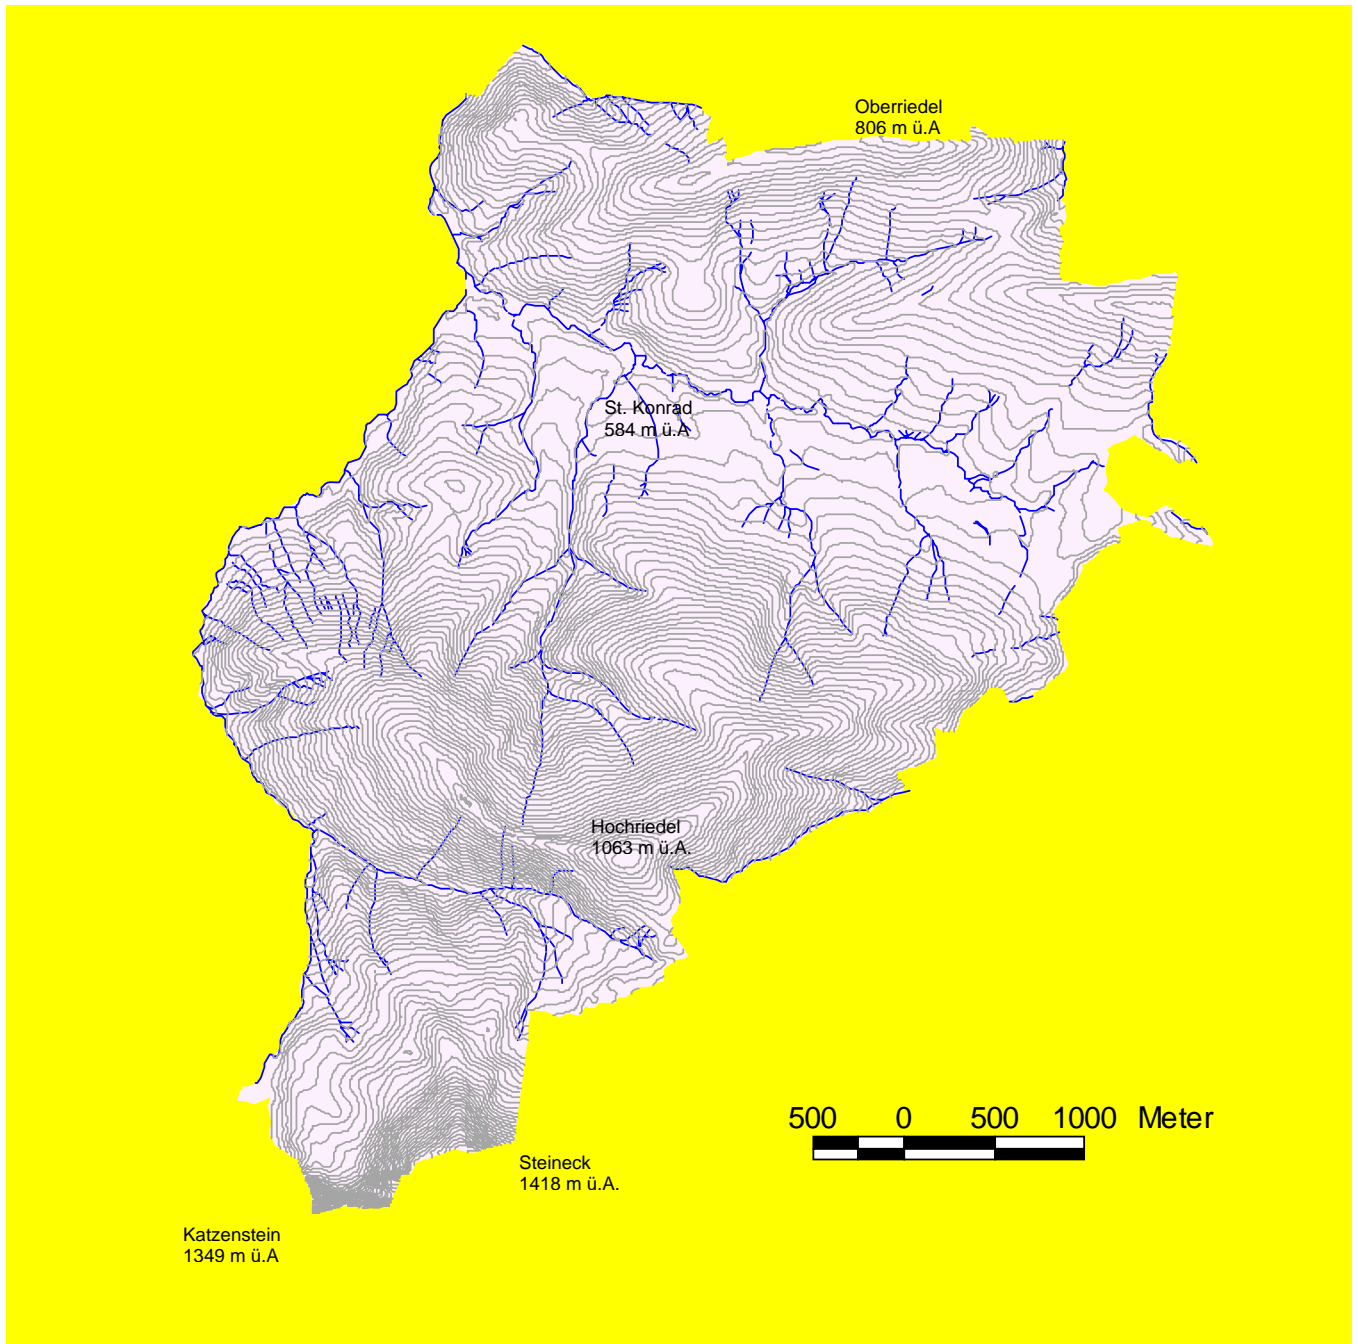 Oberriedel
806 m ü.A
St. Konrad
584 m ü.A
Hochriedel
1063 m ü.A.
500 0 500 1000 Meter
Steineck
1418 m ü.A.
Katzenstein
1349 m ü.A